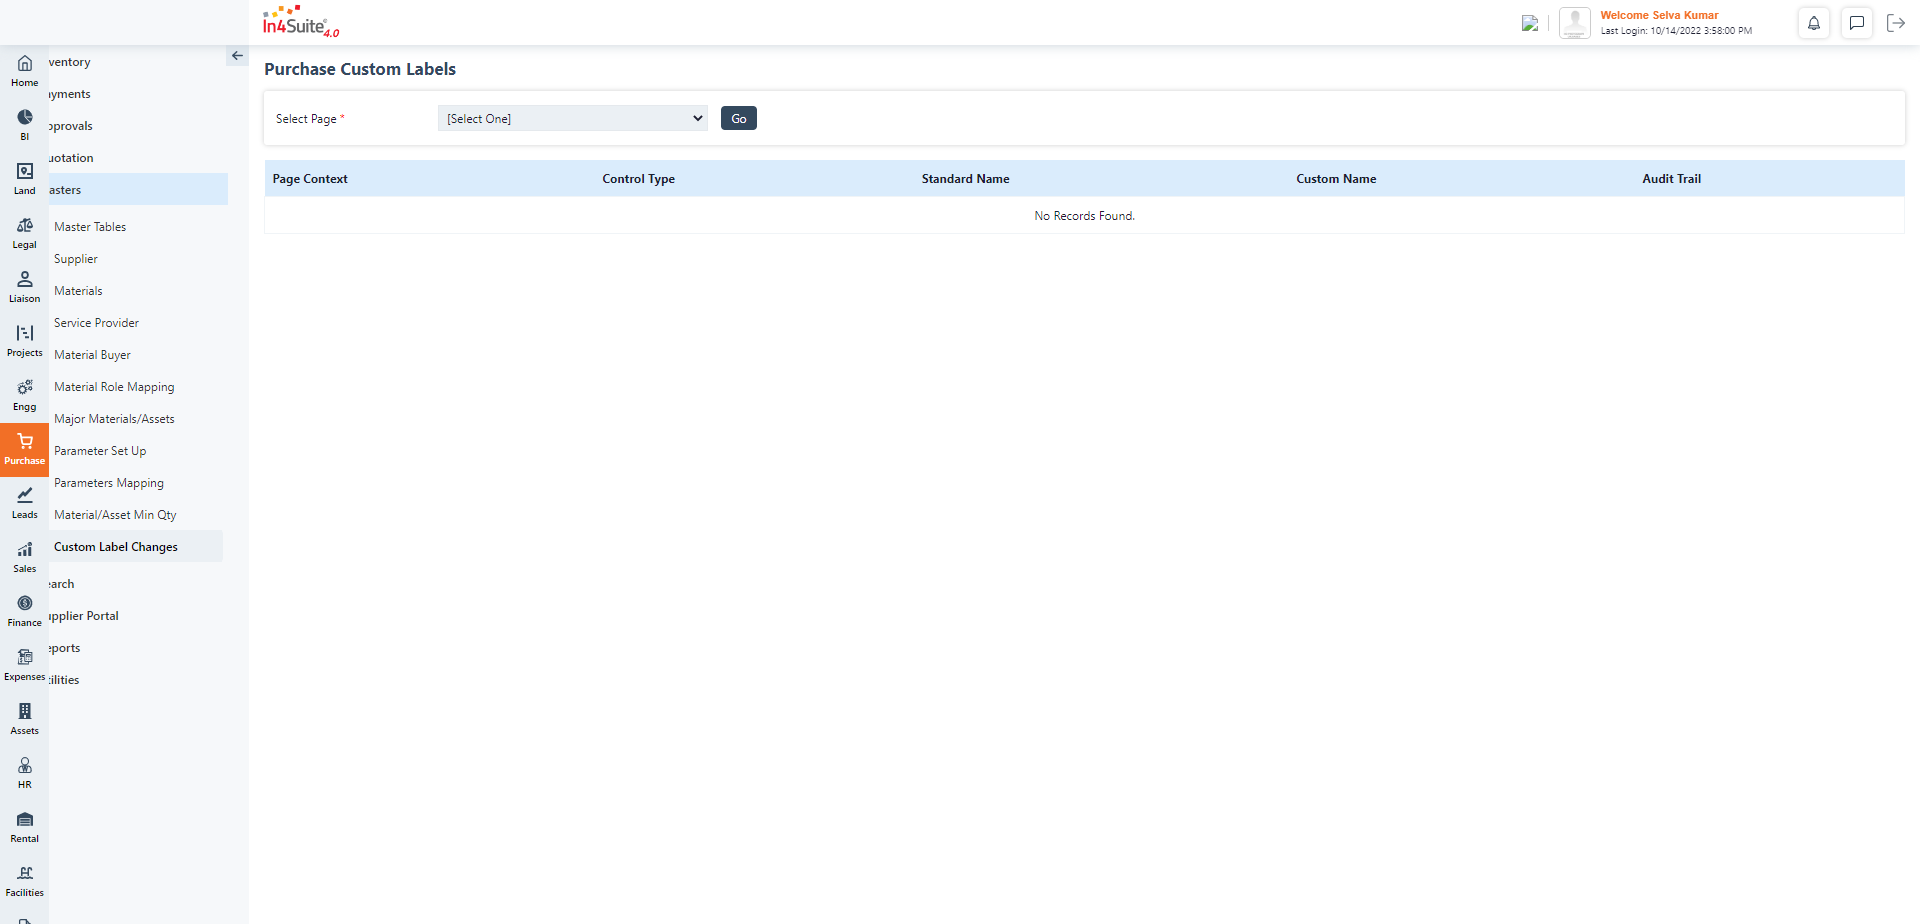 In4Suite® 4.0
Welcome Selva Kumar
Last Login: 10/14/2022 3:58:00 PM
Home
BI
Land
Legal
Liaison
Projects
Engg
Purchase
Leads
Sales
Finance
Expenses
Assets
HR
Rental
Facilities
ventory
yments
provals
uotation
asters
Master Tables
Supplier
Materials
Service Provider
Material Buyer
Material Role Mapping
Major Materials/Assets
Parameter Set Up
Parameters Mapping
Material/Asset Min Qty
Custom Label Changes
earch
upplier Portal
eports
tilities
Purchase Custom Labels
Select Page *
[Select One]
Go
Page Context Control Type Standard Name Custom Name Audit Trail
No Records Found.